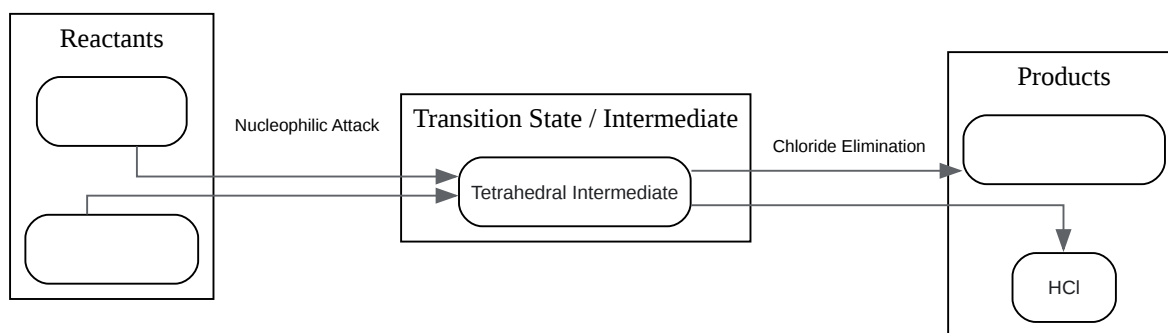 Reactants
Nucleophilic Attack
Transition State / Intermediate
Tetrahedral Intermediate
Chloride Elimination
Products
HCl